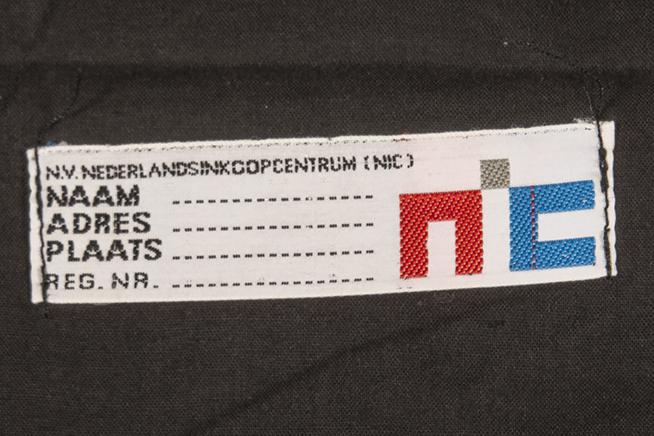 N.V. NEDERLANDSINKOOPCENTRUM (NIC)
NAAM
ADRES
PLAATS
REG. NR.
nic